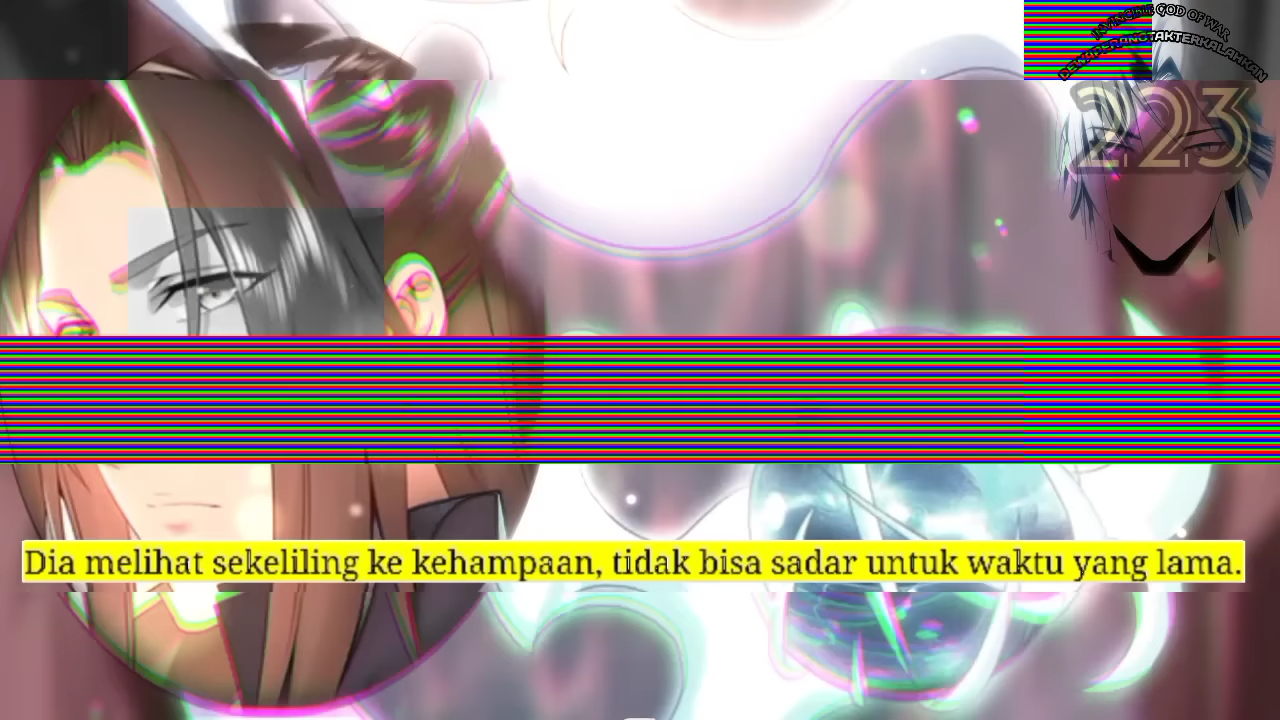 INVINCIBLE GOD OF WAR
DEWA PERANG TAK TERKALAHKAN
223
Dia melihat sekeliling ke kehampaan, tidak bisa sadar untuk waktu yang lama.